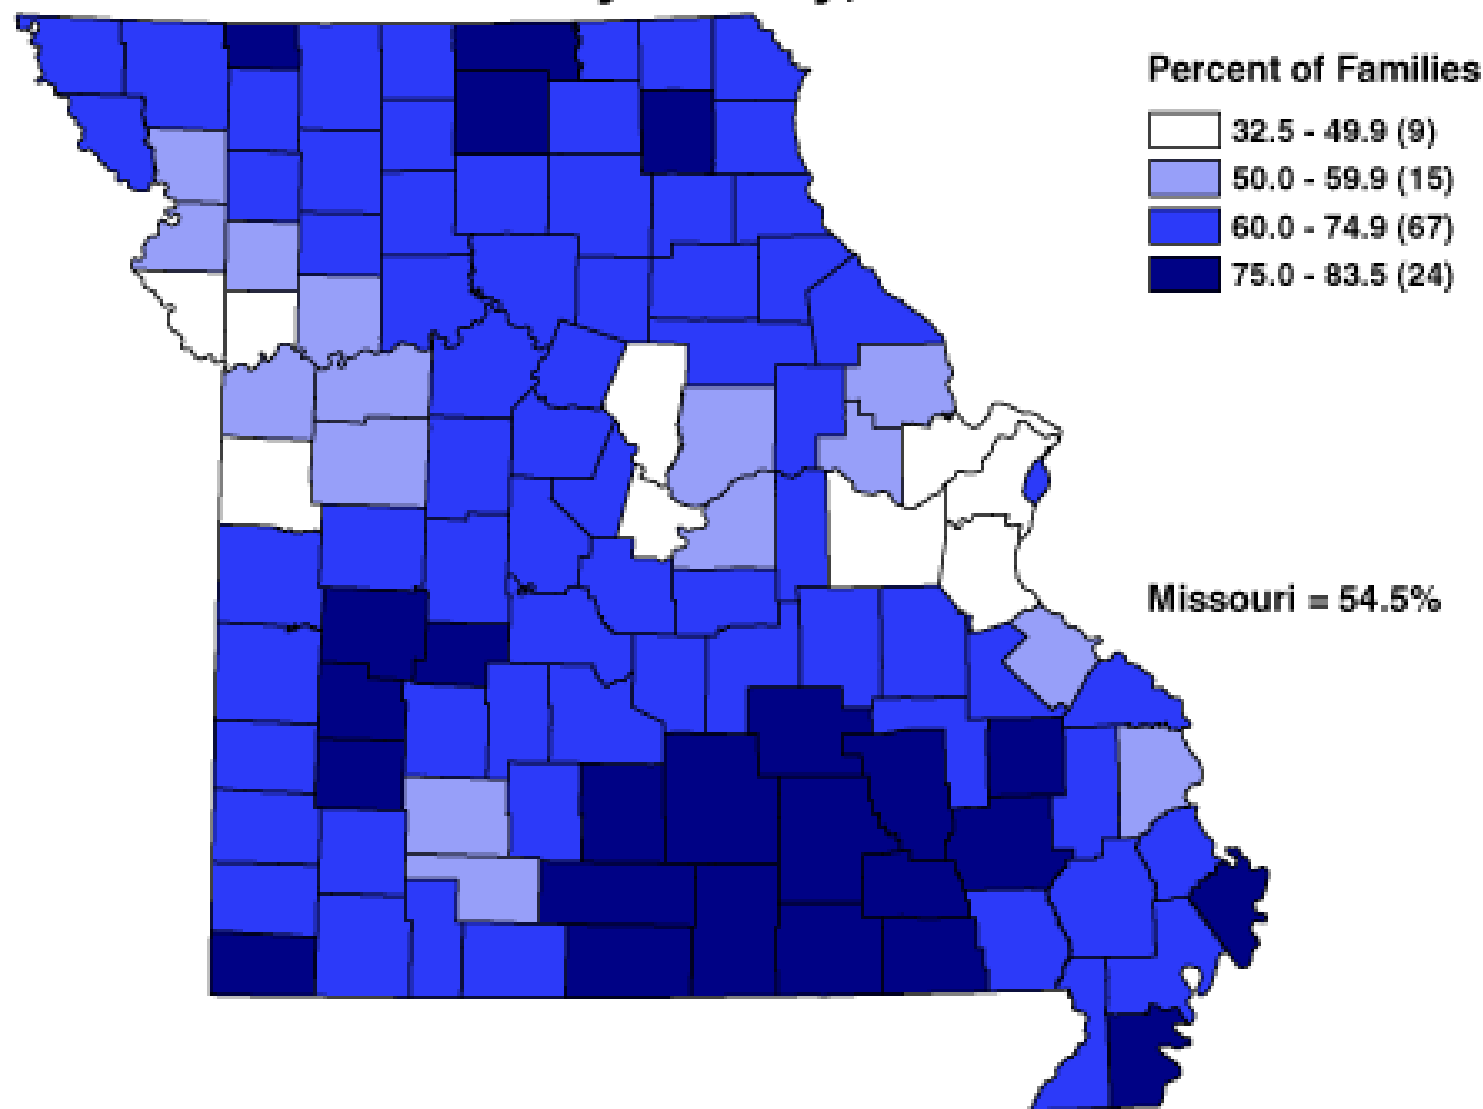 Percent of Families
32.5 - 49.9 (9)
50.0 - 59.9 (15)
60.0 - 74.9 (67)
75.0 - 83.5 (24)
Missouri = 54.5%